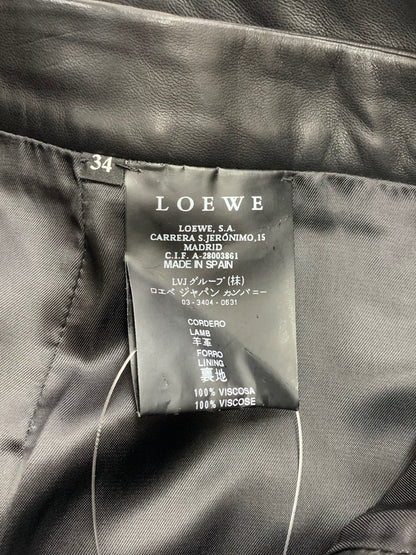 34
LOEWE
LOEWE, S.A.
CARRERA S.JERÓNIMO, 15
MADRID
C.I.F. A-28003861
MADE IN SPAIN
LVJ グループ (株)
ロエベ ジャパン カンパニー
03-3404-0531
CORDERO
LAMB
羊革
FORRO
LINING
裏地
100% VISCOSA
100% VISCOSE